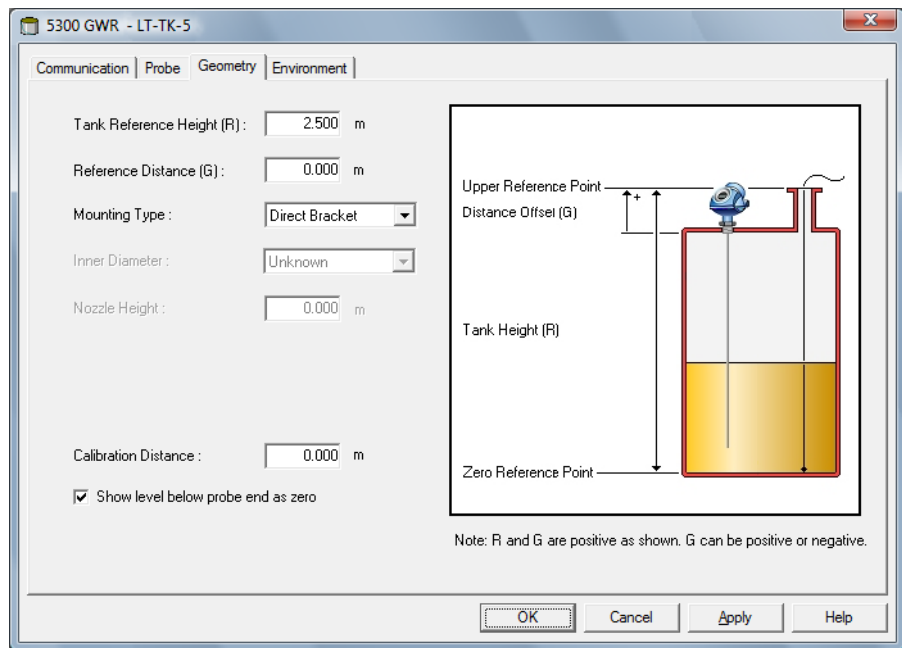 5300 GWR - LT-TK-5
Communication Probe Geometry Environment
Tank Reference Height (R) : 2.500 m
Reference Distance (G) : 0.000 m
Mounting Type : Direct Bracket
Inner Diameter : Unknown
Nozzle Height : 0.000 m
Calibration Distance : 0.000 m
Show level below probe end as zero
Upper Reference Point
+
Distance Offsel (G)
Tank Height (R)
Zero Reference Point
Note: R and G are positive as shown. G can be positive or negative.
OK Cancel Apply Help